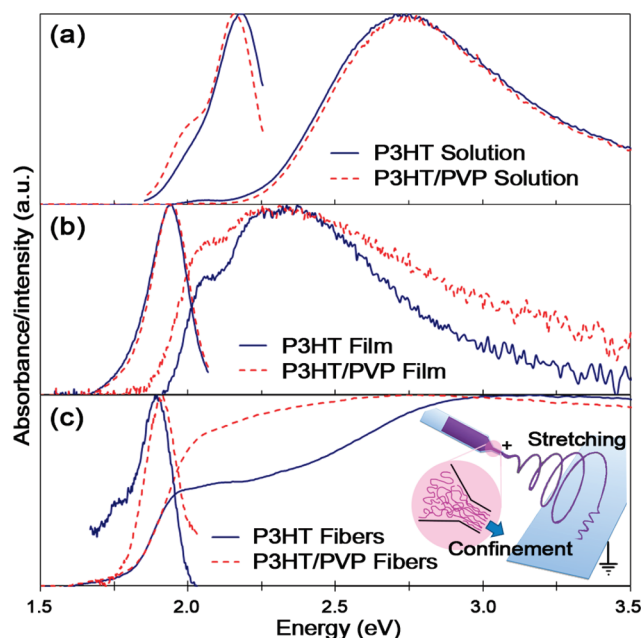 Absorbance/intensity (a.u.)
(a)
P3HT Solution
P3HT/PVP Solution
(b)
P3HT Film
P3HT/PVP Film
(c)
+
Stretching
Confinement
P3HT Fibers
P3HT/PVP Fibers
1.5 2.0 2.5 3.0 3.5
Energy (eV)